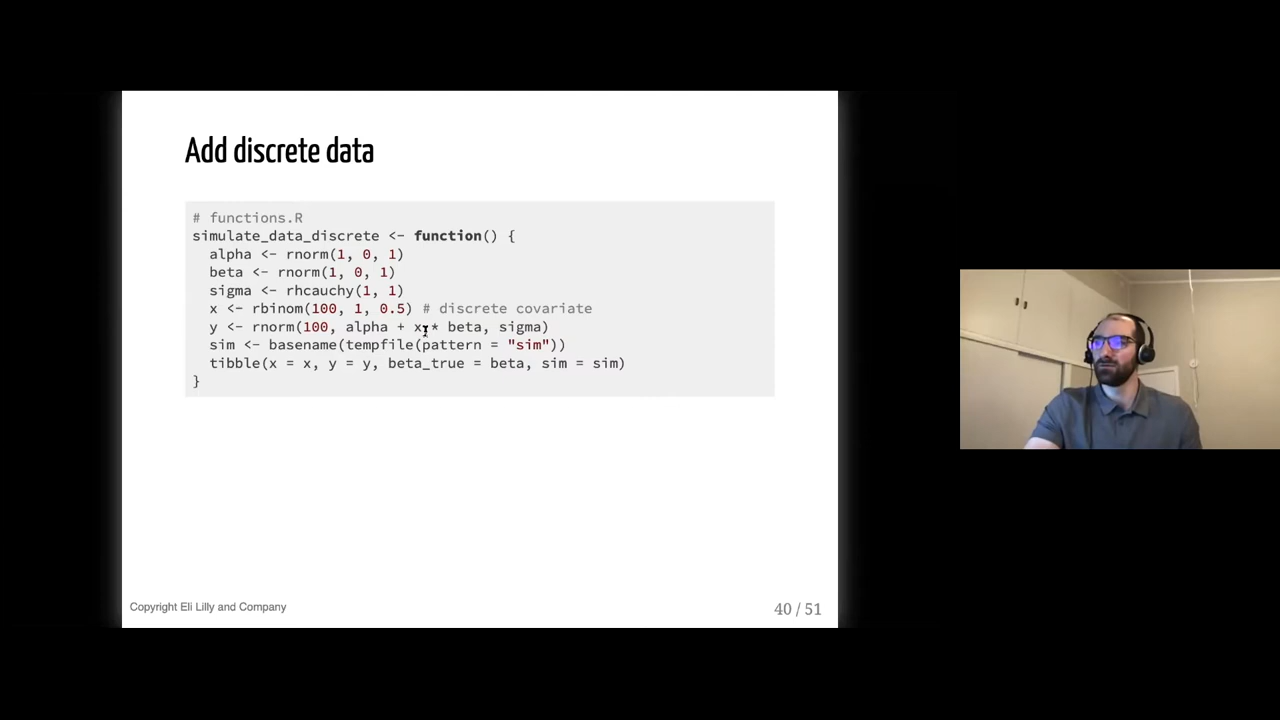 Add discrete data
# functions.R
simulate_data_discrete <- function() {
  alpha <- rnorm(1, 0, 1)
  beta <- rnorm(1, 0, 1)
  sigma <- rhcauchy(1, 1)
  x <- rbinom(100, 1, 0.5) # discrete covariate
  y <- rnorm(100, alpha + x * beta, sigma)
  sim <- basename(tempfile(pattern = "sim"))
  tibble(x = x, y = y, beta_true = beta, sim = sim)
}
Copyright Eli Lilly and Company
40 / 51